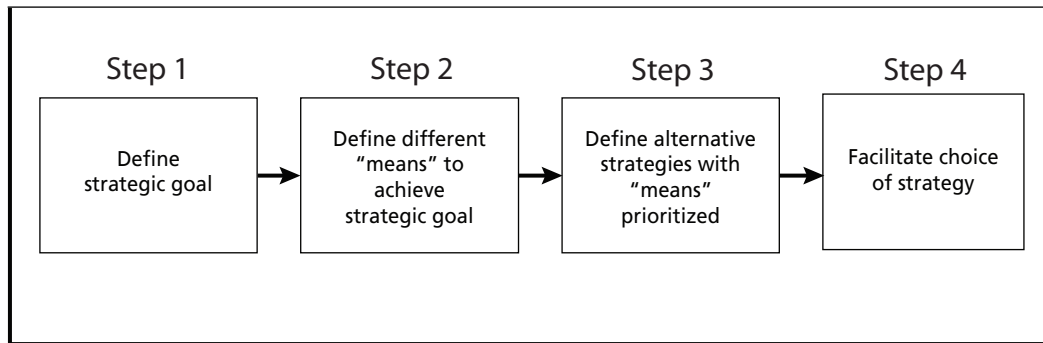 Step 1
Define
strategic goal
Step 2
Define different
“means” to
achieve
strategic goal
Step 3
Define alternative
strategies with
“means”
prioritized
Step 4
Facilitate choice
of strategy